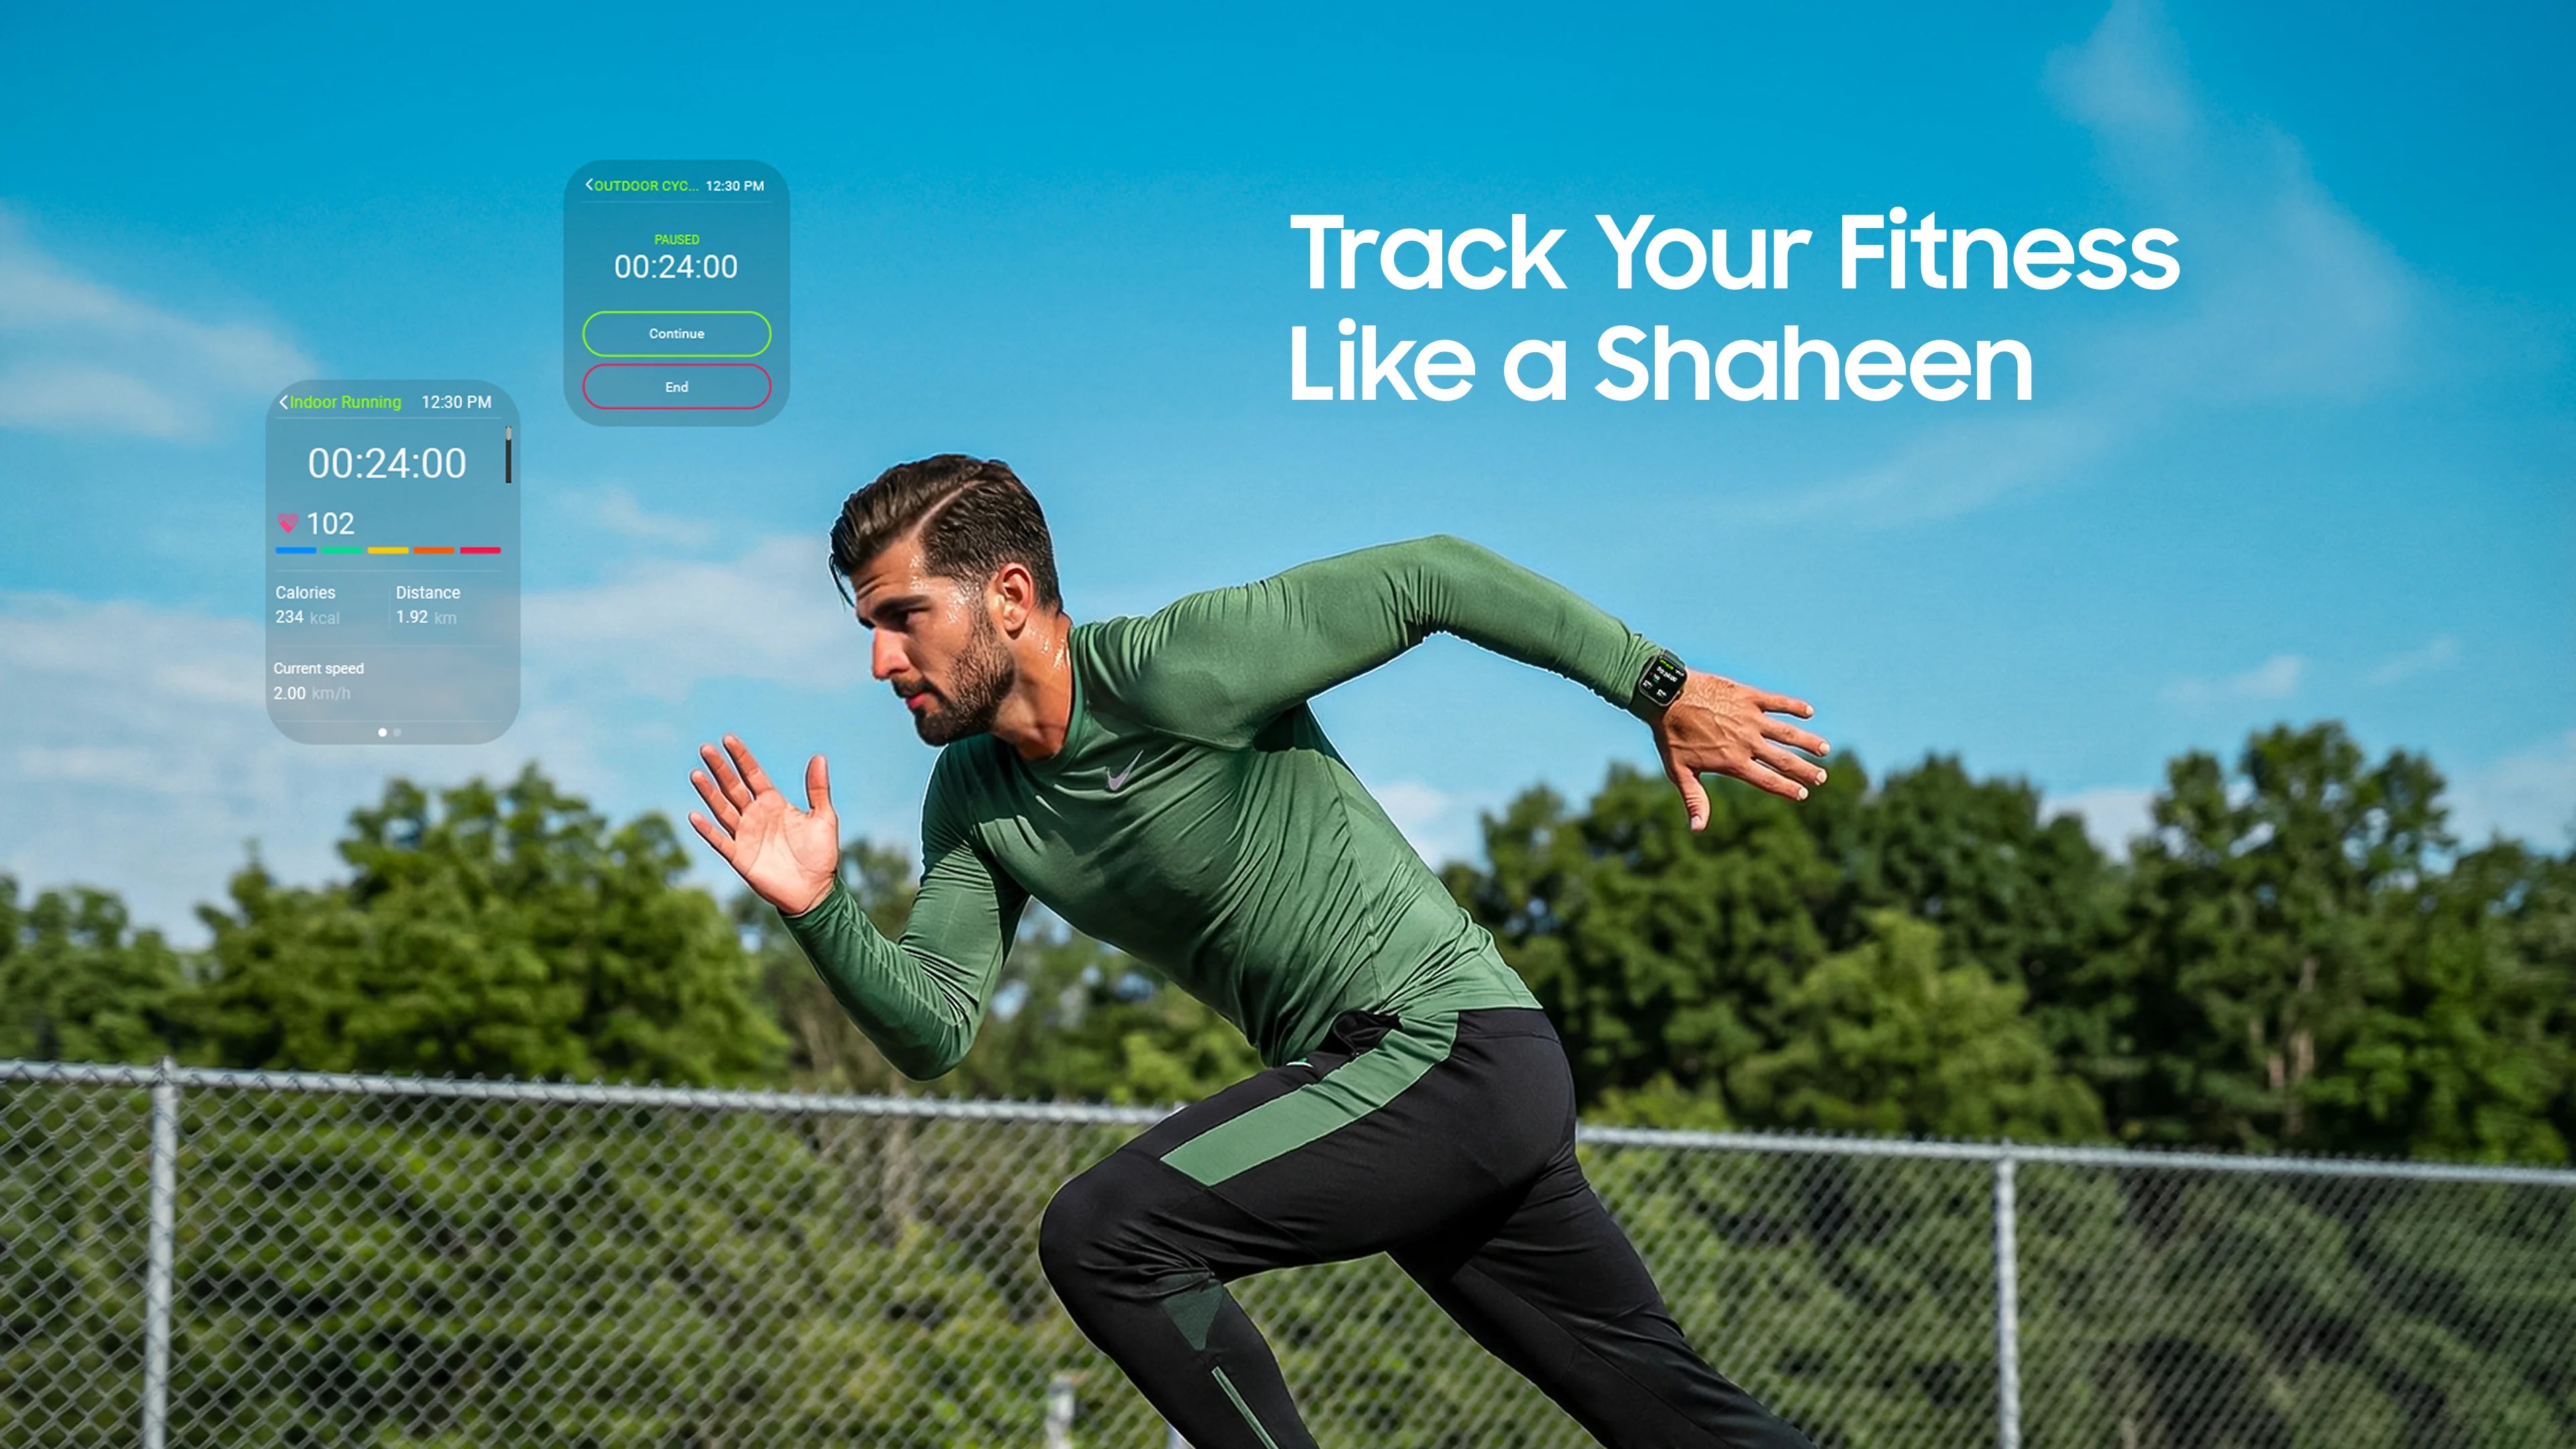 OUTDOOR CYC... 12:30 PM
PAUSED
00:24:00
Continue
End
Indoor Running 12:30 PM
00:24:00
102
Calories Distance
234 kcal 1.92 km
Current speed
2.00 km/h
Track Your Fitness
Like a Shaheen